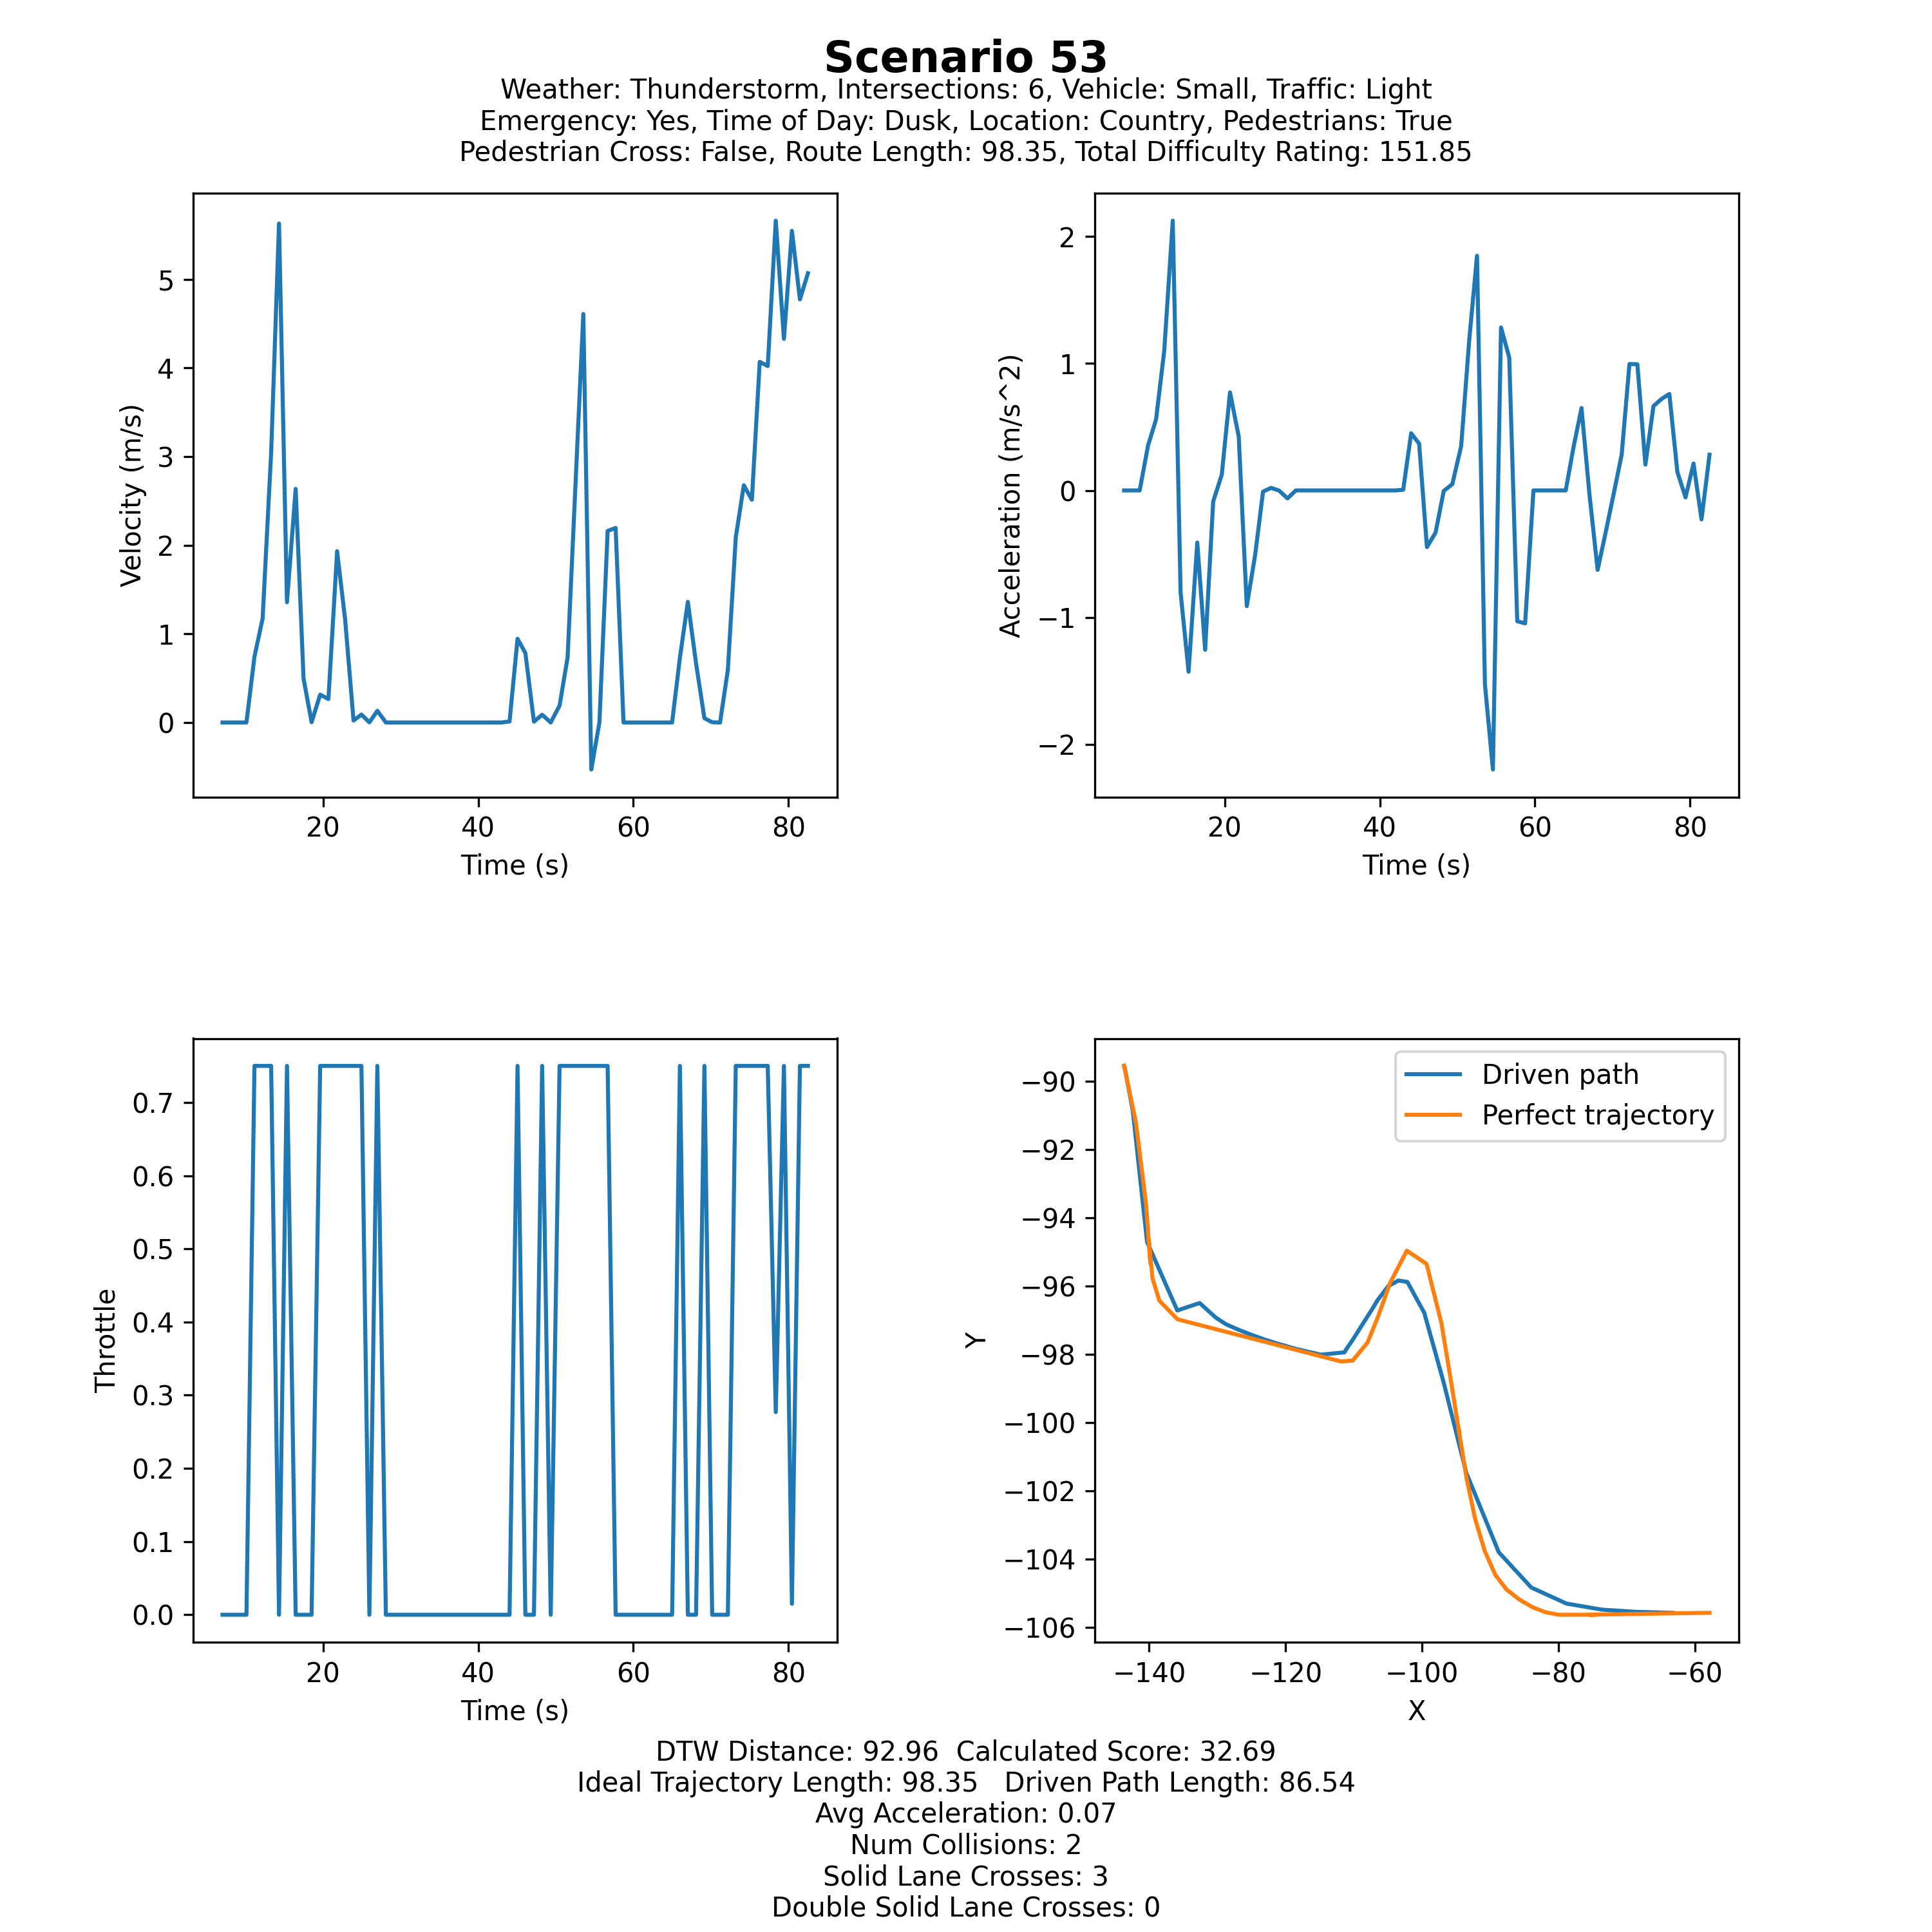 Scenario 53
Weather: Thunderstorm, Intersections: 6, Vehicle: Small, Traffic: Light
Emergency: Yes, Time of Day: Dusk, Location: Country, Pedestrians: True
Pedestrian Cross: False, Route Length: 98.35, Total Difficulty Rating: 151.85
Velocity (m/s)
5
4
3
2
1
0
20 40 60 80
Time (s)
Acceleration (m/s^2)
2
1
0
−1
−2
20 40 60 80
Time (s)
Throttle
0.7
0.6
0.5
0.4
0.3
0.2
0.1
0.0
20 40 60 80
Time (s)
Driven path
Perfect trajectory
Y
−90
−92
−94
−96
−98
−100
−102
−104
−106
−140 −120 −100 −80 −60
X
DTW Distance: 92.96 Calculated Score: 32.69
Ideal Trajectory Length: 98.35 Driven Path Length: 86.54
Avg Acceleration: 0.07
Num Collisions: 2
Solid Lane Crosses: 3
Double Solid Lane Crosses: 0